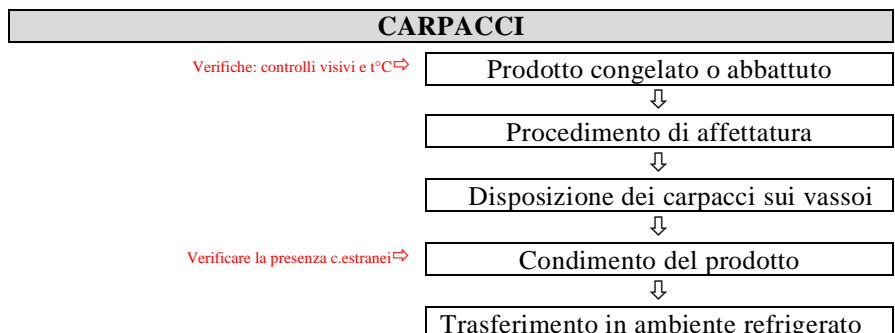 CARPACCI
Verifiche: controlli visivi e t°C⇨ Prodotto congelato o abbattuto
⇩
Procedimento di affettatura
⇩
Disposizione dei carpacci sui vassoi
⇩
Verificare la presenza c.estranei⇨ Condimento del prodotto
⇩
Trasferimento in ambiente refrigerato